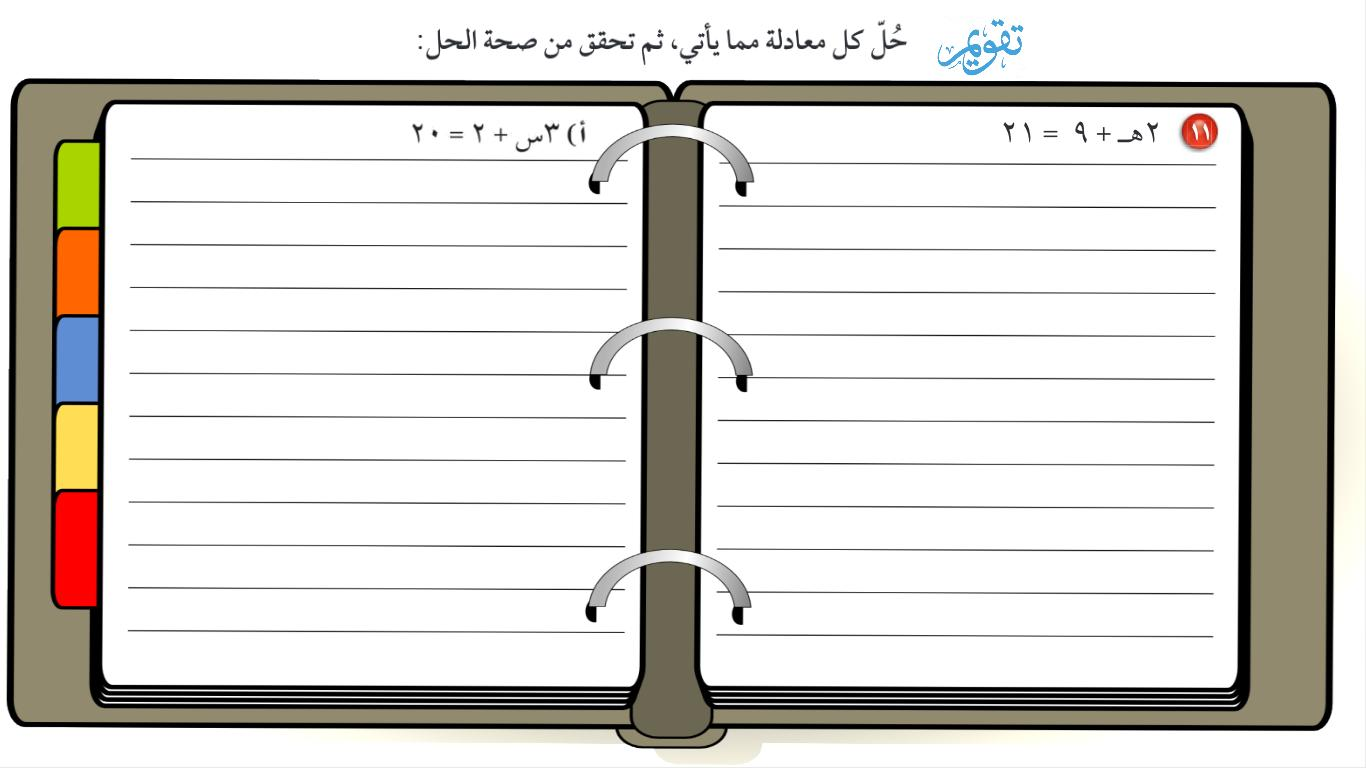 تقويم
حُلّ كل معادلة مما يأتي، ثم تحقق من صحة الحل:
١١ ٢هـ + ٩ = ٢١
أ) ٣س + ٢ = ٢٠